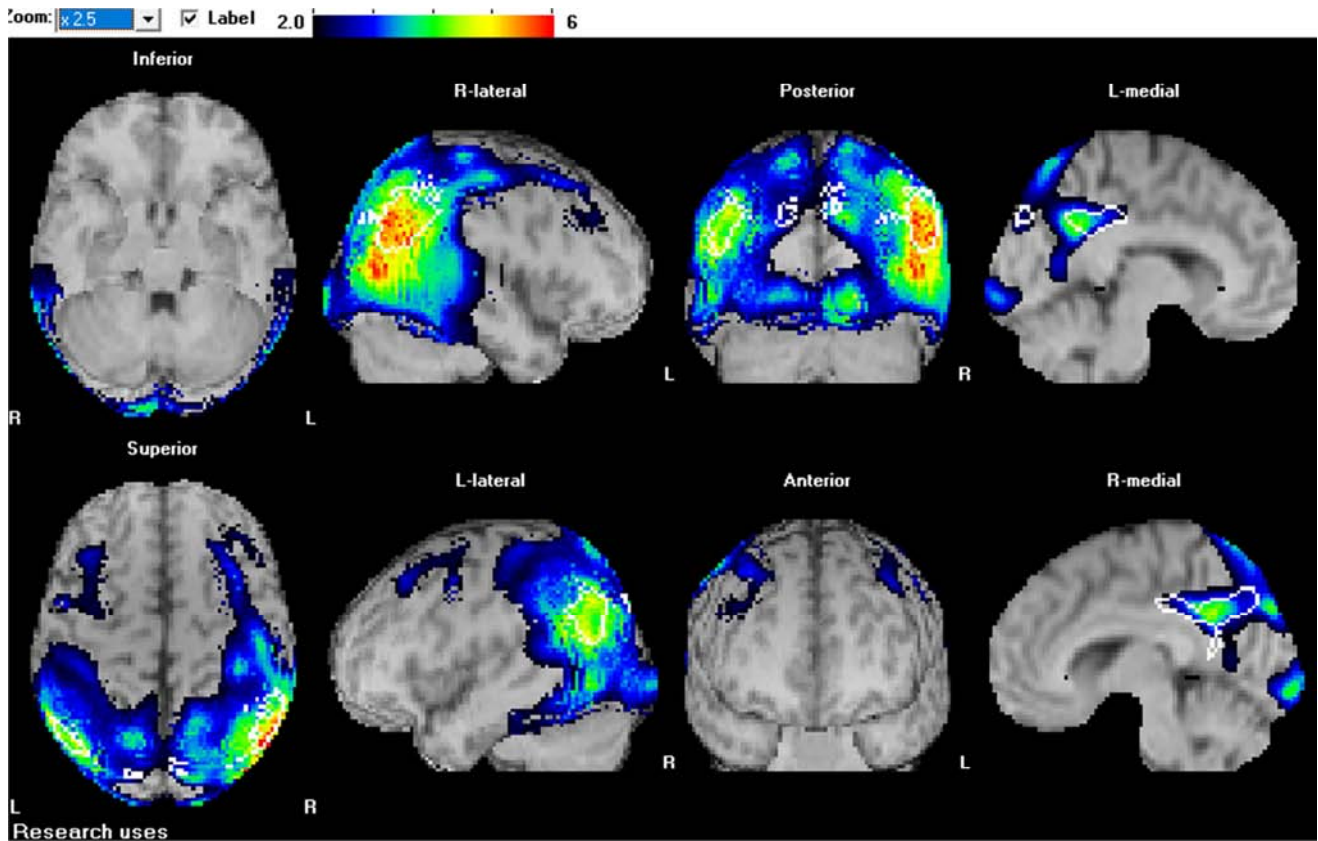 Zoom: x 2.5 Label 2.0 6
Inferior
R-lateral Posterior L-medial
L R
R L
Superior
L-lateral Anterior R-medial
R L
L R
Research uses